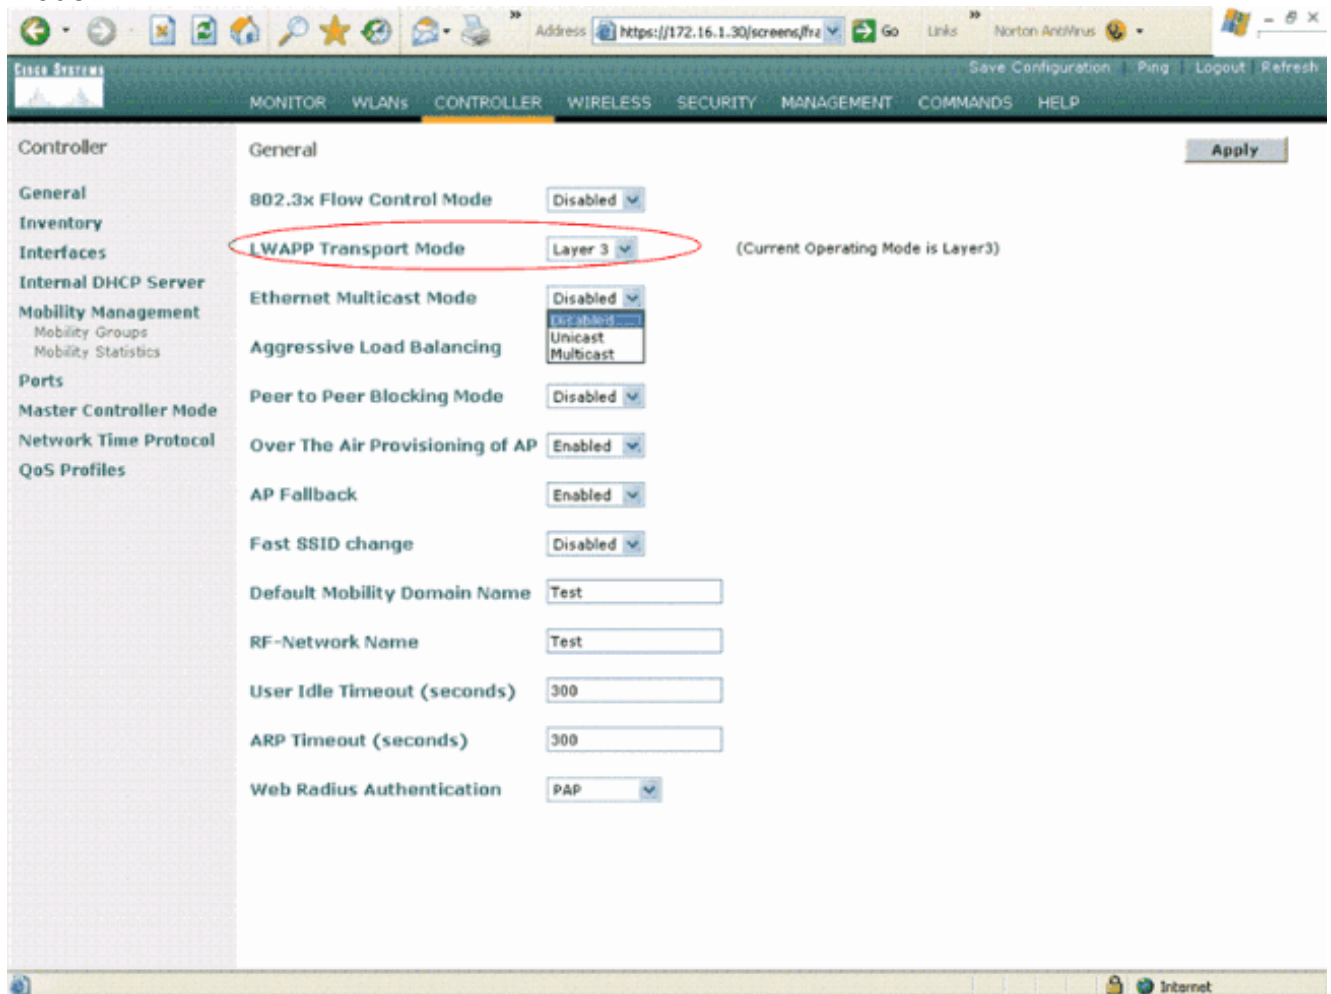 Address https://172.16.1.30/screens/fra Go Links Norton AntiVirus
CISCO SYSTEMS
Save Configuration Ping Logout Refresh
MONITOR WLANs CONTROLLER WIRELESS SECURITY MANAGEMENT COMMANDS HELP
Controller
General
Inventory
Interfaces
Internal DHCP Server
Mobility Management
Mobility Groups
Mobility Statistics
Ports
Master Controller Mode
Network Time Protocol
QoS Profiles
General
Apply
802.3x Flow Control Mode Disabled
LWAPP Transport Mode Layer 3 (Current Operating Mode is Layer3)
Ethernet Multicast Mode Disabled
Disabled
Unicast
Multicast
Aggressive Load Balancing
Peer to Peer Blocking Mode Disabled
Over The Air Provisioning of AP Enabled
AP Fallback Enabled
Fast SSID change Disabled
Default Mobility Domain Name Test
RF-Network Name Test
User Idle Timeout (seconds) 300
ARP Timeout (seconds) 300
Web Radius Authentication PAP
Internet